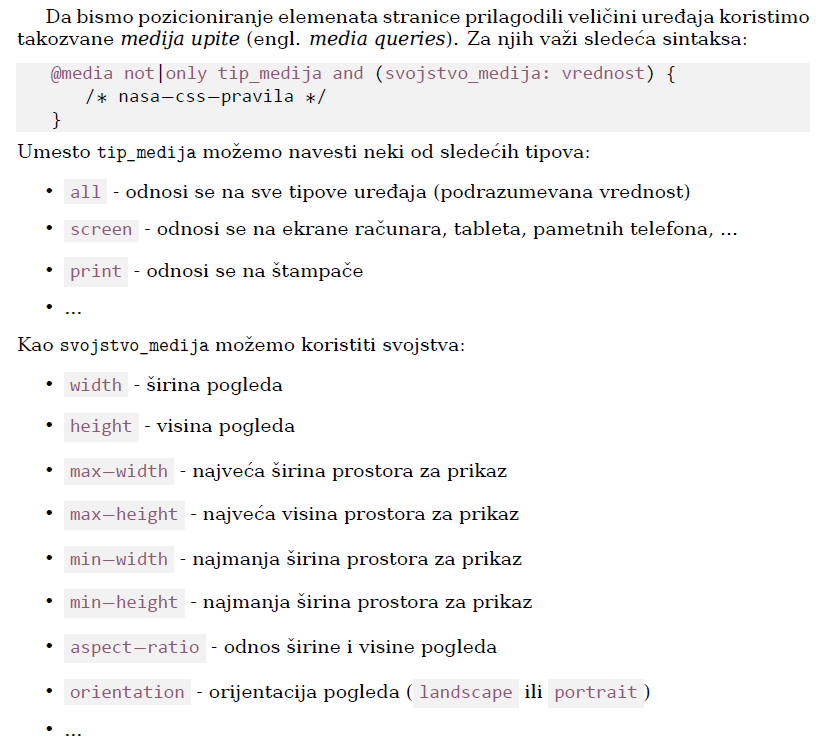 Da bismo pozicioniranje elemenata stranice prilagodili veličini uređaja koristimo
takozvane medija upite (engl. media queries). Za njih važi sledeća sintaksa:
@media not|only tip_medija and (svojstvo_medija: vrednost) {
/* nasa−css−pravila */
}
Umesto tip_medija možemo navesti neki od sledećih tipova:
• all - odnosi se na sve tipove uređaja (podrazumevana vrednost)
• screen - odnosi se na ekrane računara, tableta, pametnih telefona, ...
• print - odnosi se na štampače
• ...
Kao svojstvo_medija možemo koristiti svojstva:
• width - širina pogleda
• height - visina pogleda
• max−width - najveća širina prostora za prikaz
• max−height - najveća visina prostora za prikaz
• min−width - najmanja širina prostora za prikaz
• min−height - najmanja širina prostora za prikaz
• aspect−ratio - odnos širine i visine pogleda
• orientation - orijentacija pogleda (landscape ili portrait)
• ...